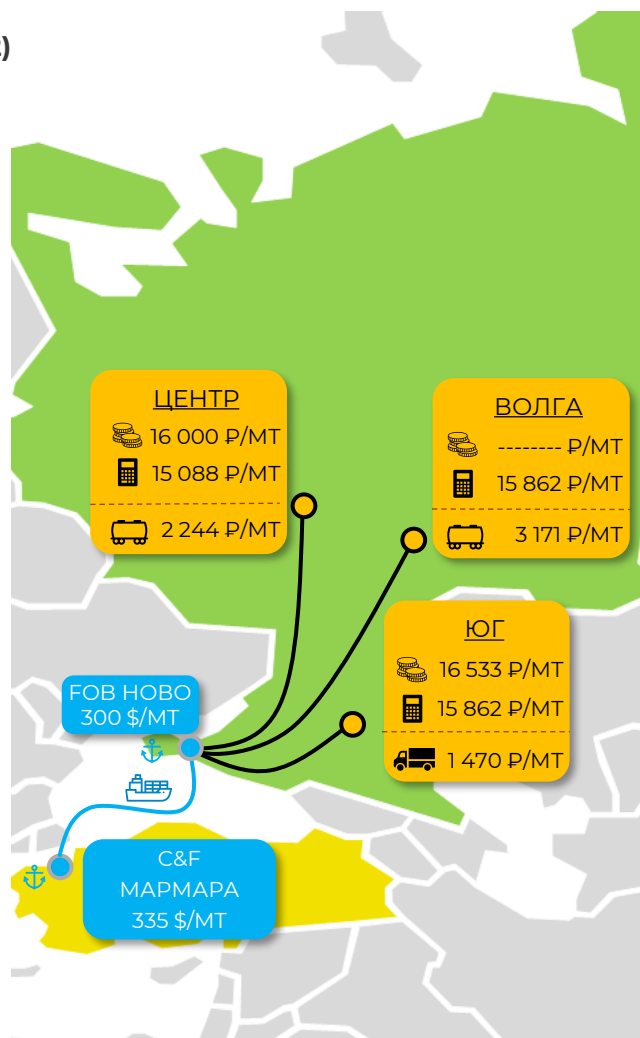 )
ЦЕНТР
16 000 ₽/МТ
15 088 ₽/МТ
2 244 ₽/МТ
ВОЛГА
-------- ₽/МТ
15 862 ₽/МТ
3 171 ₽/МТ
ЮГ
16 533 ₽/МТ
15 862 ₽/МТ
1 470 ₽/МТ
FOB НОВО
300 $/МТ
C&F
МАРМАРА
335 $/МТ